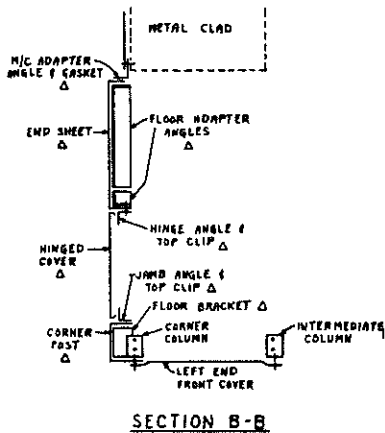 METAL CLAD
M/C ADAPTER
ANGLE & GASKET
△
END SHEET
△
FLOOR ADAPTER
ANGLES
△
HINGE ANGLE &
TOP CLIP △
HINGED
COVER
△
JAMB ANGLE &
TOP CLIP △
FLOOR BRACKET △
CORNER
POST
△
CORNER
COLUMN
INTERMEDIATE
COLUMN
LEFT END
FRONT COVER
SECTION B-B